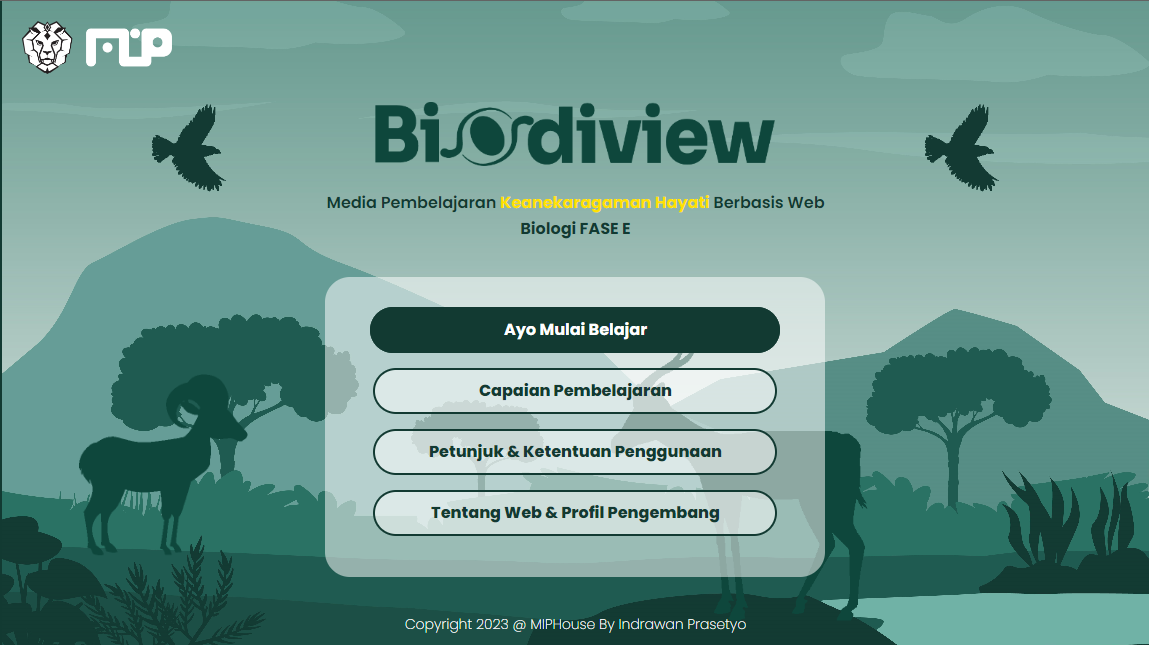 MIP
Biodiview
Media Pembelajaran Keanekaragaman Hayati Berbasis Web
Biologi FASE E
Ayo Mulai Belajar
Capaian Pembelajaran
Petunjuk & Ketentuan Penggunaan
Tentang Web & Profil Pengembang
Copyright 2023 @ MIPHouse By Indrawan Prasetyo